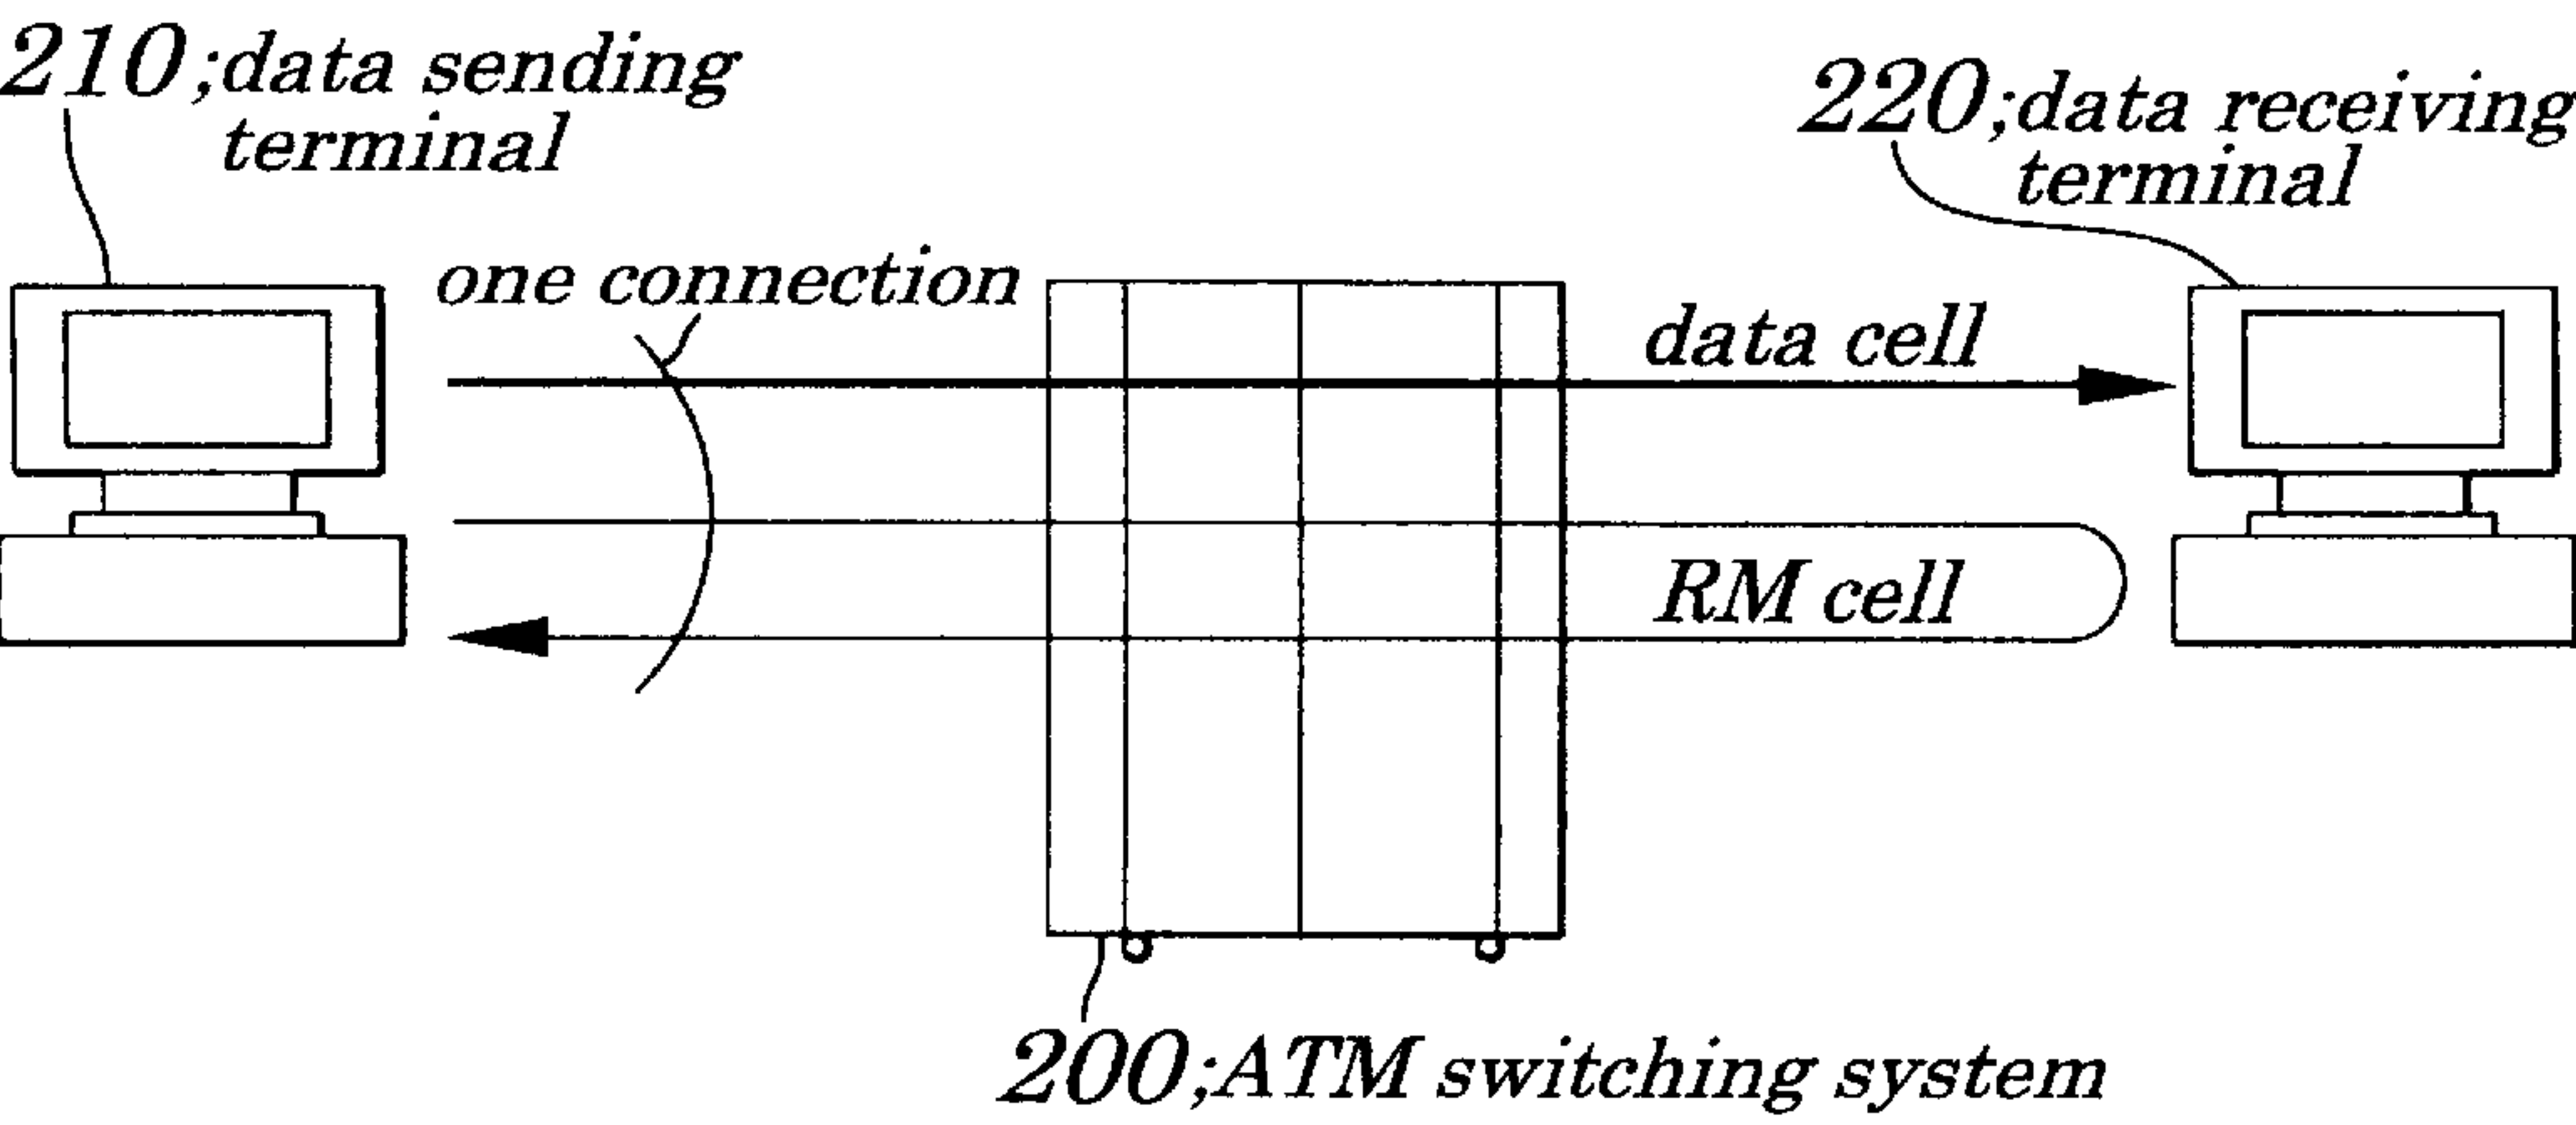 210;data sending
terminal
220;data receiving
terminal
one connection
data cell
RM cell
200;ATM switching system